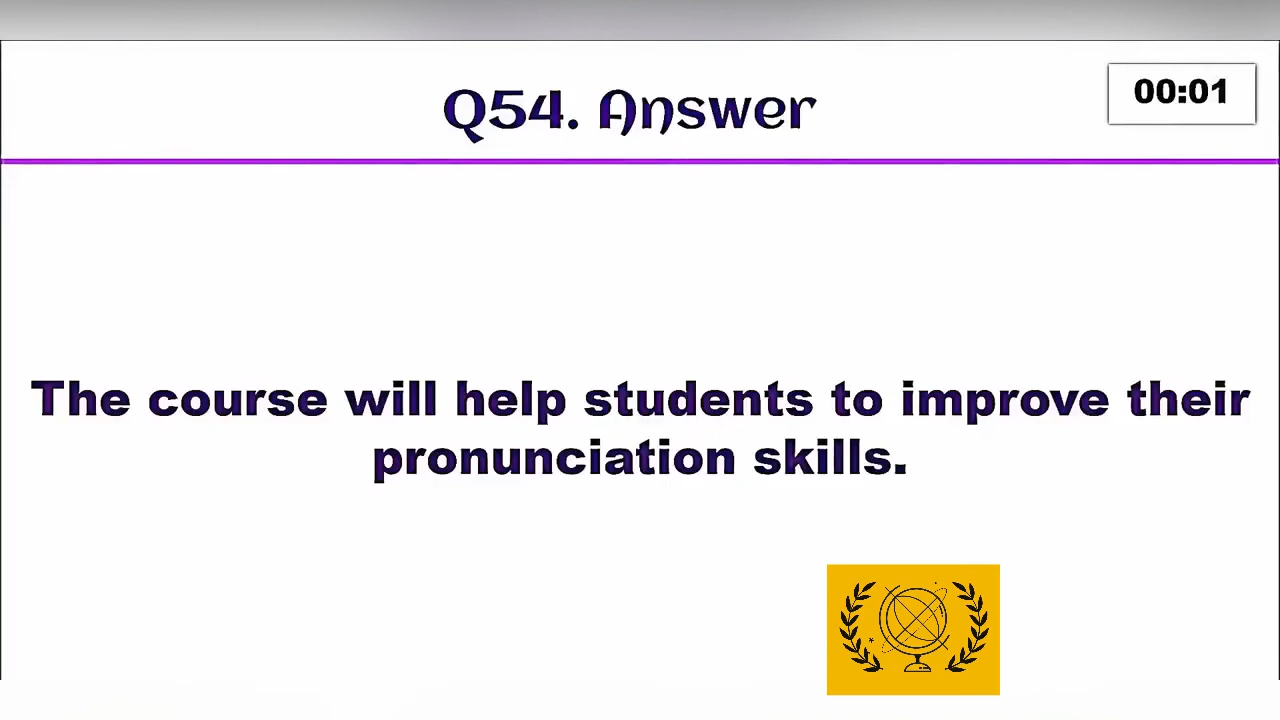 Q54. Answer
00:01
The course will help students to improve their
pronunciation skills.